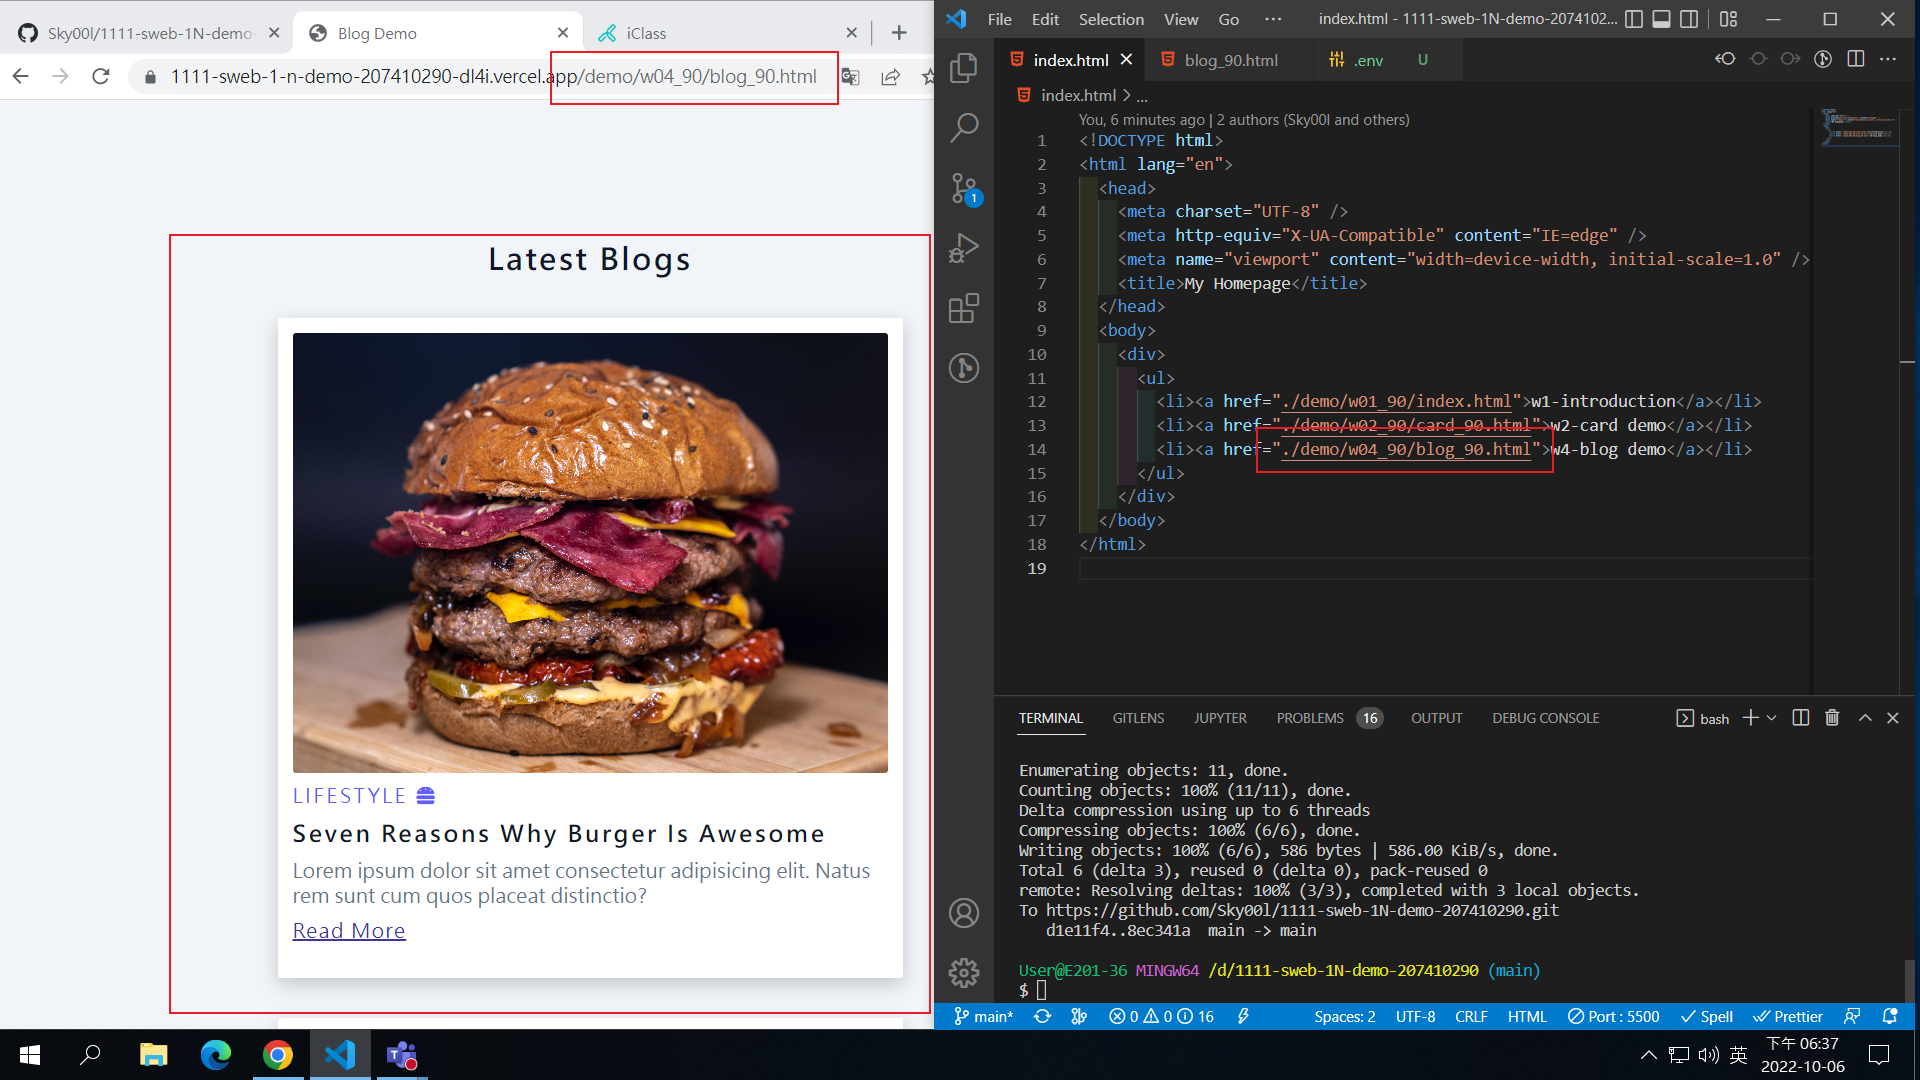 Sky00l/1111-sweb-1N-demo-
Blog Demo
iClass
1111-sweb-1-n-demo-207410290-dl4i.vercel.app/demo/w04_90/blog_90.html
Latest Blogs
LIFESTYLE
Seven Reasons Why Burger Is Awesome
Lorem ipsum dolor sit amet consectetur adipisicing elit. Natus
rem sunt cum quos placeat distinctio?
Read More
File Edit Selection View Go ··· index.html - 1111-sweb-1N-demo-2074102...
index.html blog_90.html .env U
index.html > ...
You, 6 minutes ago | 2 authors (Sky00l and others)
1 <!DOCTYPE html>
2 <html lang="en">
3 <head>
4 <meta charset="UTF-8" />
5 <meta http-equiv="X-UA-Compatible" content="IE=edge" />
6 <meta name="viewport" content="width=device-width, initial-scale=1.0" />
7 <title>My Homepage</title>
8 </head>
9 <body>
10 <div>
11 <ul>
12 <li><a href="./demo/w01_90/index.html">w1-introduction</a></li>
13 <li><a href="./demo/w02_90/card_90.html">w2-card demo</a></li>
14 <li><a href="./demo/w04_90/blog_90.html">w4-blog demo</a></li>
15 </ul>
16 </div>
17 </body>
18 </html>
19
1
TERMINAL GITLENS JUPYTER PROBLEMS 16 OUTPUT DEBUG CONSOLE bash
Enumerating objects: 11, done.
Counting objects: 100% (11/11), done.
Delta compression using up to 6 threads
Compressing objects: 100% (6/6), done.
Writing objects: 100% (6/6), 586 bytes | 586.00 KiB/s, done.
Total 6 (delta 3), reused 0 (delta 0), pack-reused 0
remote: Resolving deltas: 100% (3/3), completed with 3 local objects.
To https://github.com/Sky00l/1111-sweb-1N-demo-207410290.git
d1e11f4..8ec341a main -> main
User@E201-36 MINGW64 /d/1111-sweb-1N-demo-207410290 (main)
$
main* 0 0 16 Spaces: 2 UTF-8 CRLF HTML Port : 5500 Spell Prettier
英 下午 06:37
2022-10-06